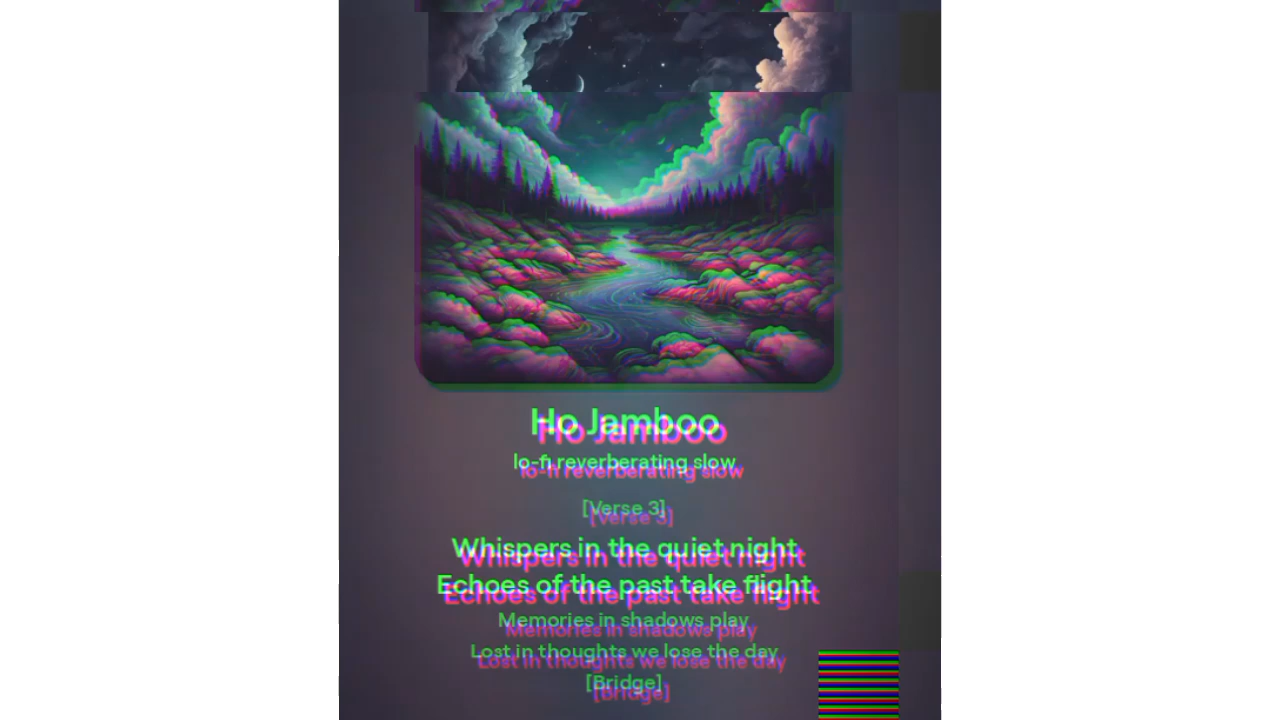 Ho Jamboo
lo-fi reverberating slow
[Verse 3]
Whispers in the quiet night
Echoes of the past take flight
Memories in shadows play
Lost in thoughts we lose the day
[Bridge]